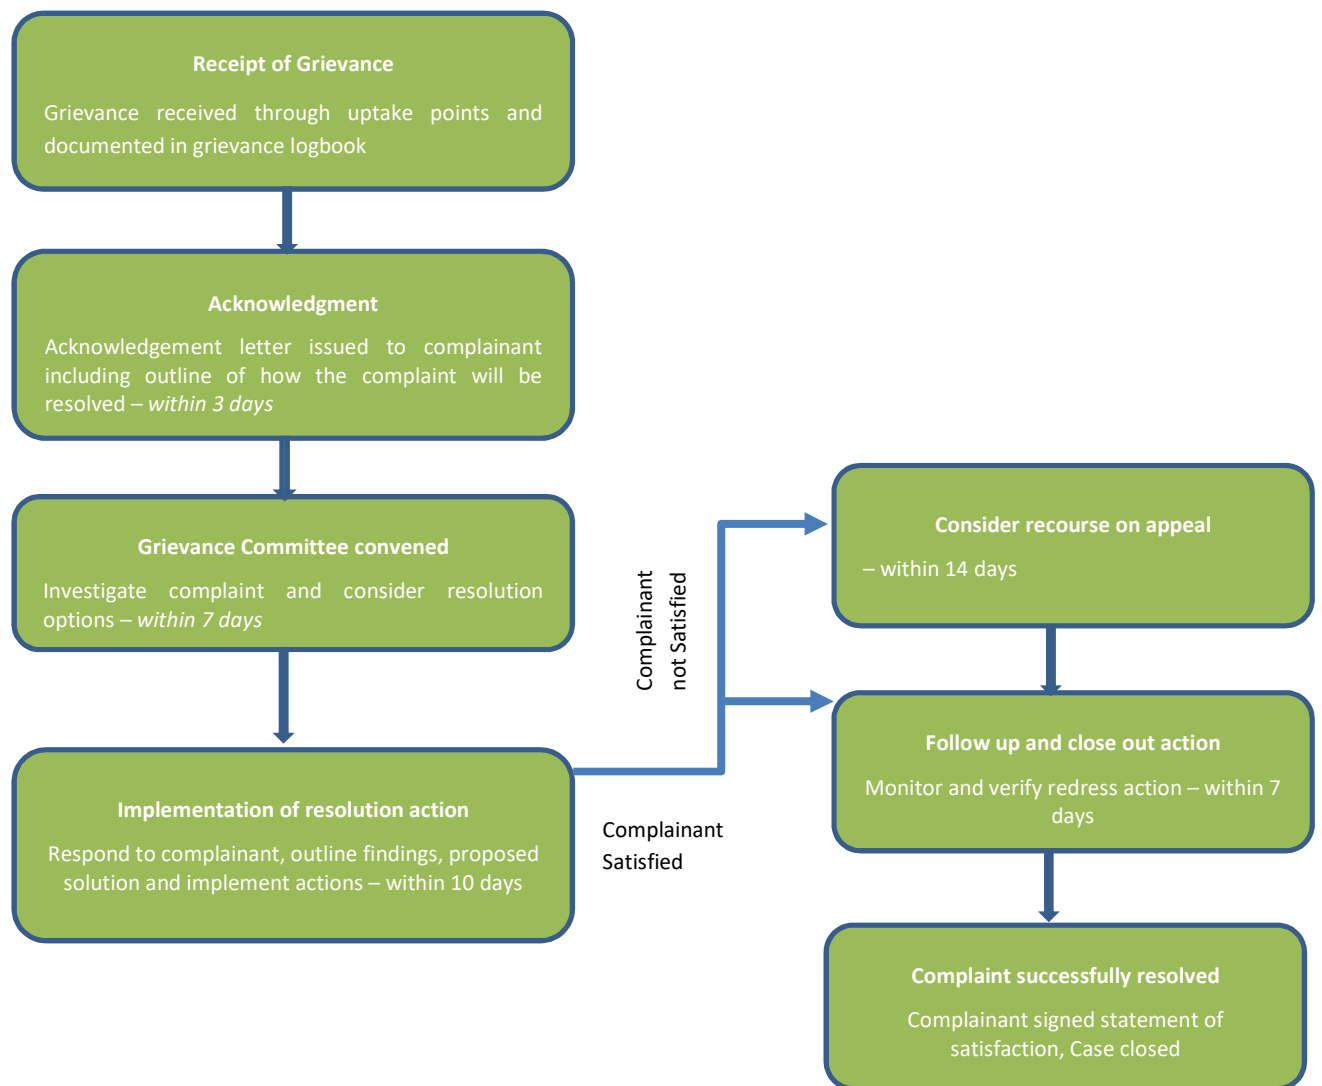 Receipt of Grievance
Grievance received through uptake points and
documented in grievance logbook
Acknowledgment
Acknowledgement letter issued to complainant
including outline of how the complaint will be
resolved – within 3 days
Grievance Committee convened
Investigate complaint and consider resolution
options – within 7 days
Implementation of resolution action
Respond to complainant, outline findings, proposed
solution and implement actions – within 10 days
Complainant
not Satisfied
Complainant
Satisfied
Consider recourse on appeal
– within 14 days
Follow up and close out action
Monitor and verify redress action – within 7
days
Complaint successfully resolved
Complainant signed statement of
satisfaction, Case closed